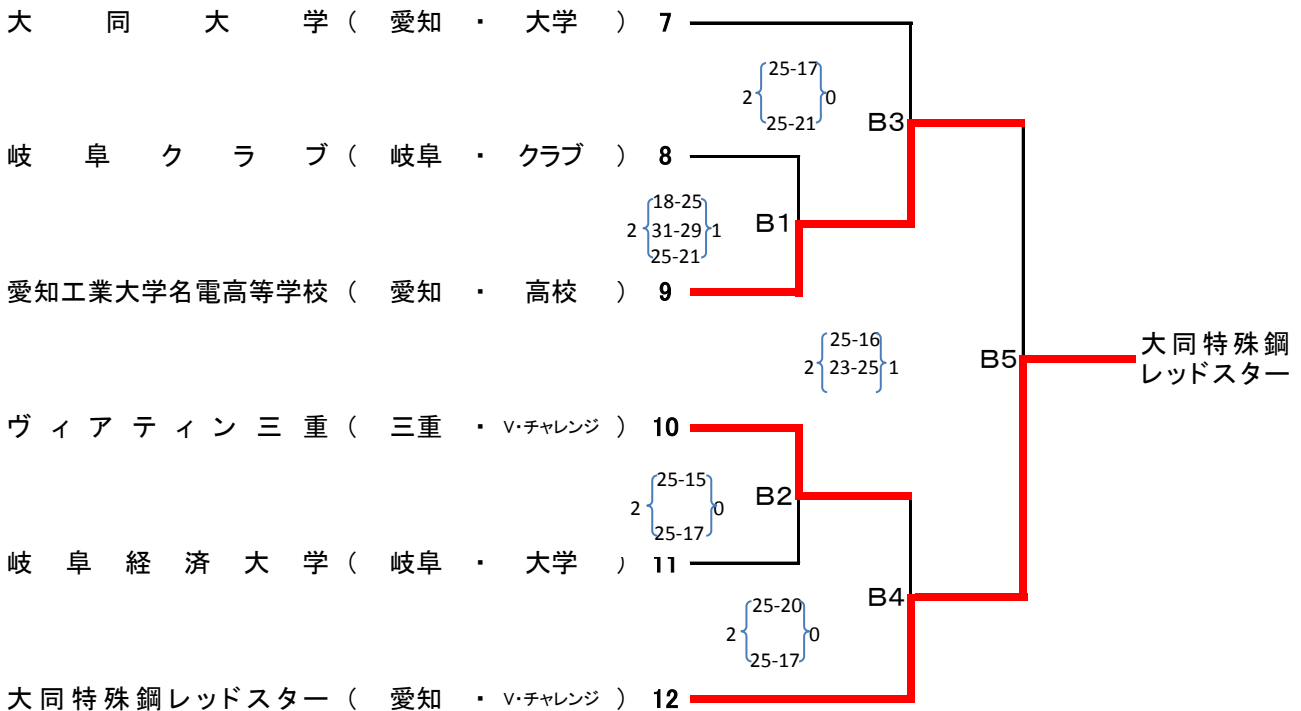 大同大学（ 愛知 ・ 大学 ） 7
25-17
2 0
25-21
B3
岐阜クラブ（ 岐阜 ・ クラブ ） 8
18-25
2 31-29 1
25-21
B1
愛知工業大学名電高等学校（ 愛知 ・ 高校 ） 9
25-16
2 23-25 1
B5
大同特殊鋼
レッドスター
ヴィアティン三重（ 三重 ・ V・チャレンジ ） 10
25-15
2 0
25-17
B2
岐阜経済大学（ 岐阜 ・ 大学 ） 11
25-20
2 0
25-17
B4
大同特殊鋼レッドスター（ 愛知 ・ V・チャレンジ ） 12